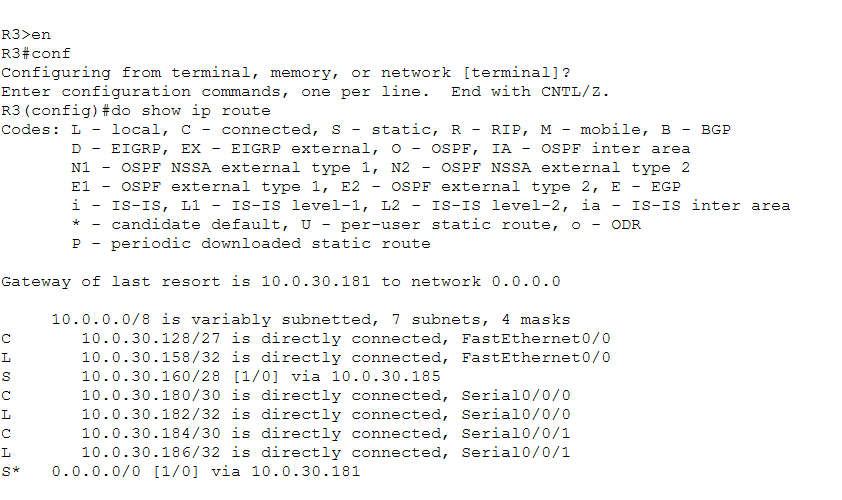 R3>en
R3#conf
Configuring from terminal, memory, or network [terminal]?
Enter configuration commands, one per line.  End with CNTL/Z.
R3(config)#do show ip route
Codes: L - local, C - connected, S - static, R - RIP, M - mobile, B - BGP
       D - EIGRP, EX - EIGRP external, O - OSPF, IA - OSPF inter area
       N1 - OSPF NSSA external type 1, N2 - OSPF NSSA external type 2
       E1 - OSPF external type 1, E2 - OSPF external type 2, E - EGP
       i - IS-IS, L1 - IS-IS level-1, L2 - IS-IS level-2, ia - IS-IS inter area
       * - candidate default, U - per-user static route, o - ODR
       P - periodic downloaded static route
Gateway of last resort is 10.0.30.181 to network 0.0.0.0
     10.0.0.0/8 is variably subnetted, 7 subnets, 4 masks
C       10.0.30.128/27 is directly connected, FastEthernet0/0
L       10.0.30.158/32 is directly connected, FastEthernet0/0
S       10.0.30.160/28 [1/0] via 10.0.30.185
C       10.0.30.180/30 is directly connected, Serial0/0/0
L       10.0.30.182/32 is directly connected, Serial0/0/0
C       10.0.30.184/30 is directly connected, Serial0/0/1
L       10.0.30.186/32 is directly connected, Serial0/0/1
S*   0.0.0.0/0 [1/0] via 10.0.30.181